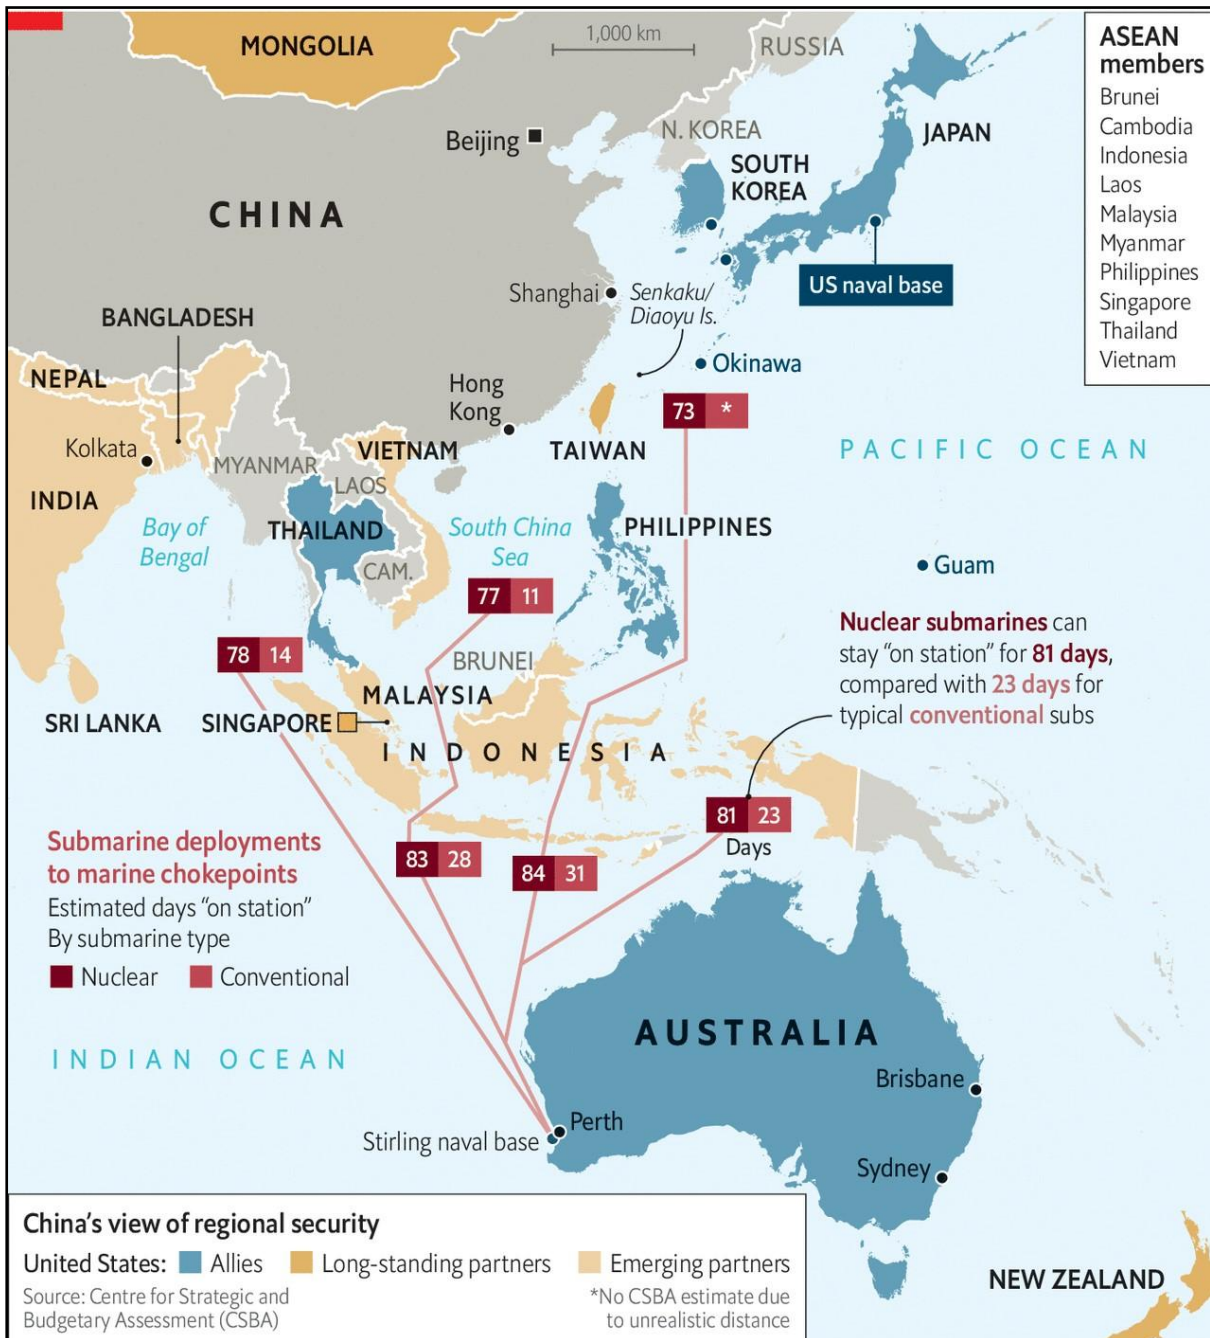 MONGOLIA
1,000 km
RUSSIA
ASEAN
members
Brunei
Cambodia
Indonesia
Laos
Malaysia
Myanmar
Philippines
Singapore
Thailand
Vietnam
Beijing
N. KOREA
JAPAN
SOUTH
KOREA
CHINA
US naval base
Shanghai
Senkaku/
Diaoyu Is.
BANGLADESH
Okinawa
NEPAL
Hong
Kong
73 *
Kolkata
VIETNAM
TAIWAN
PACIFIC OCEAN
MYANMAR
LAOS
INDIA
Bay of
Bengal
THAILAND
South China
Sea
PHILIPPINES
CAM.
Guam
77 11
Nuclear submarines can
stay “on station” for 81 days,
compared with 23 days for
typical conventional subs
78 14
BRUNEI
MALAYSIA
SRI LANKA
SINGAPORE
INDONESIA
81 23
Days
Submarine deployments
to marine chokepoints
Estimated days “on station”
By submarine type
Nuclear Conventional
83 28
84 31
AUSTRALIA
INDIAN OCEAN
Brisbane
Perth
Stirling naval base
Sydney
China’s view of regional security
United States: Allies Long-standing partners Emerging partners
Source: Centre for Strategic and
Budgetary Assessment (CSBA)
*No CSBA estimate due
to unrealistic distance
NEW ZEALAND